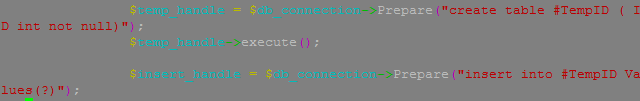 $temp_handle = $db_connection->Prepare("create table #TempID ( I
D int not null)");
$temp_handle->execute();
$insert_handle = $db_connection->Prepare("insert into #TempID Va
lues(?)");